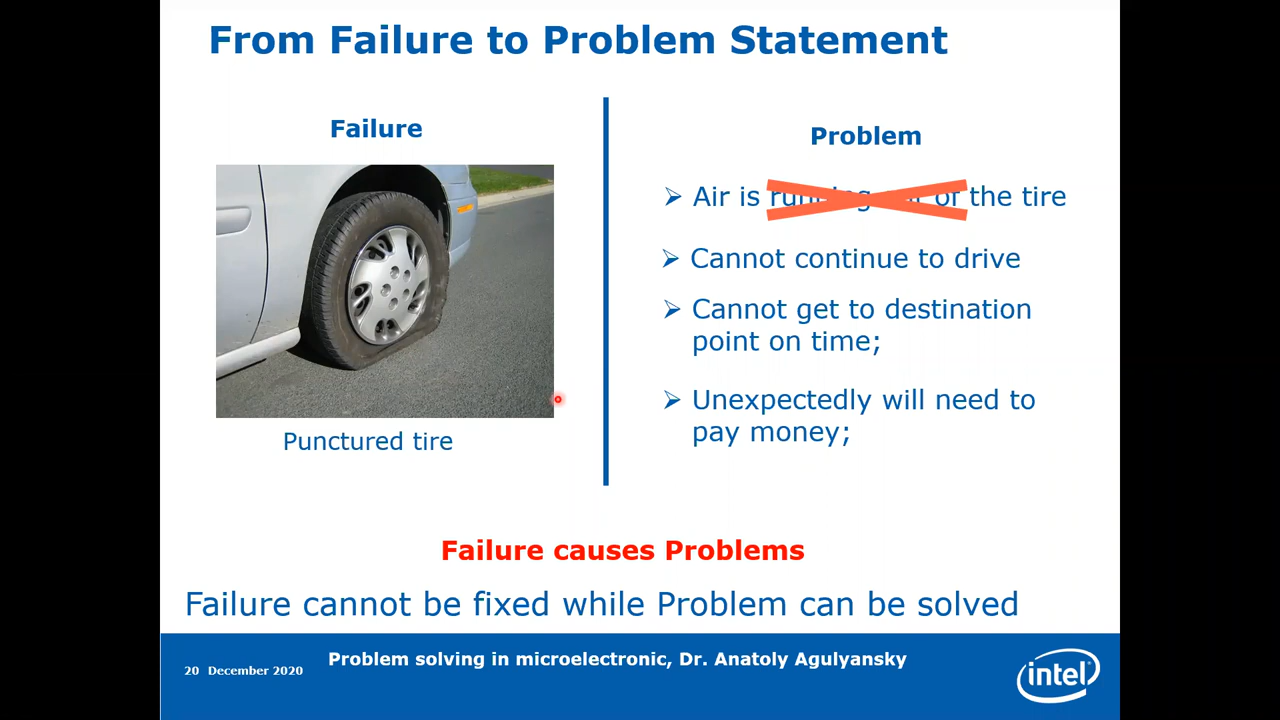 From Failure to Problem Statement
Failure
Punctured tire
Problem
Air is running out of the tire
Cannot continue to drive
Cannot get to destination
point on time;
Unexpectedly will need to
pay money;
Failure causes Problems
Failure cannot be fixed while Problem can be solved
20 December 2020
Problem solving in microelectronic, Dr. Anatoly Agulyansky
intel